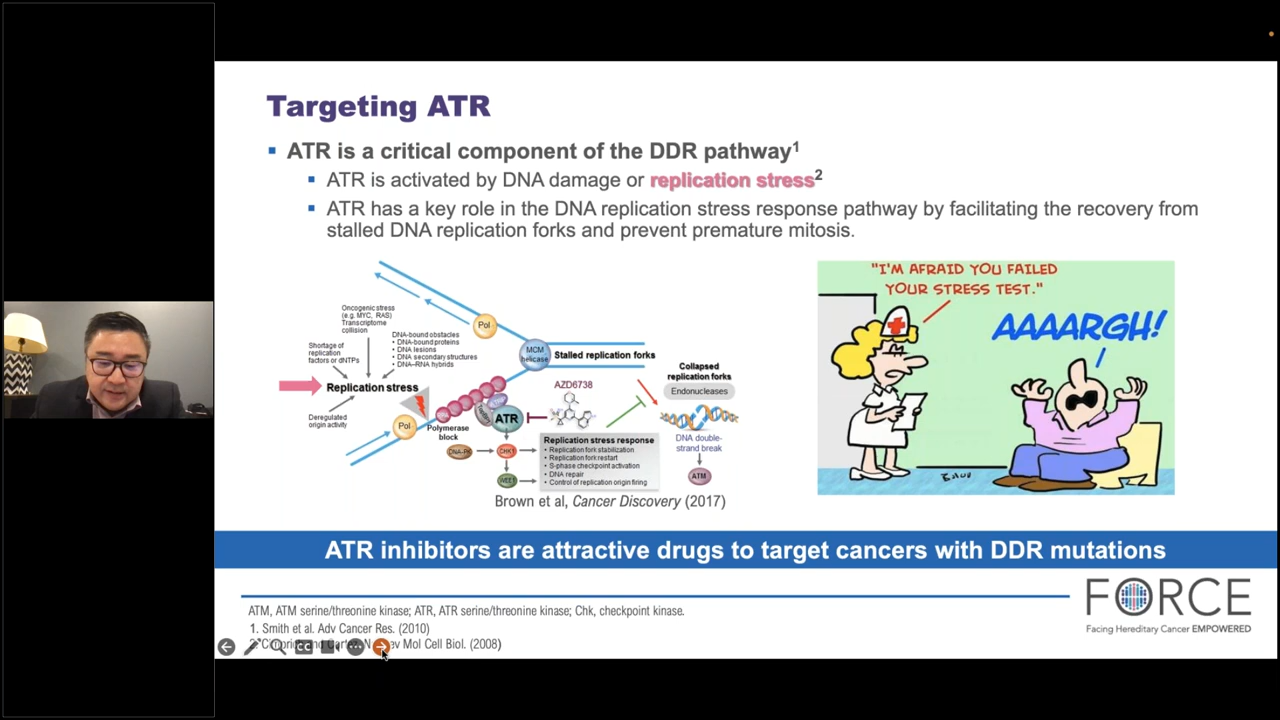 Targeting ATR
▪ ATR is a critical component of the DDR pathway1
▪ ATR is activated by DNA damage or replication stress2
▪ ATR has a key role in the DNA replication stress response pathway by facilitating the recovery from
stalled DNA replication forks and prevent premature mitosis.
Oncogenic stress
(e.g. MYC, RAS)
Transcriptome
collision
DNA-bound obstacles
• DNA-bound proteins
• DNA lesions
• DNA secondary structures
• DNA–RNA hybrids
Shortage of
replication
factors or dNTPs
Replication stress
Deregulated
origin activity
Pol
MCM
helicase
Stalled replication forks
Pol
Polymerase
block
ATRIP
ATR
AZD6738
DNA-PK
CHK1
WEE1
Replication stress response
• Replication fork stabilization
• Replication fork restart
• S-phase checkpoint activation
• DNA repair
• Control of replication origin firing
Collapsed
replication forks
Endonucleases
DNA double-
strand break
ATM
Brown et al, Cancer Discovery (2017)
"I'M AFRAID YOU FAILED
YOUR STRESS TEST."
AAAARGH!
ATR inhibitors are attractive drugs to target cancers with DDR mutations
ATM, ATM serine/threonine kinase; ATR, ATR serine/threonine kinase; Chk, checkpoint kinase.
1. Smith et al. Adv Cancer Res. (2010)
Mol Cell Biol. (2008)
CC
FORCE
Facing Hereditary Cancer EMPOWERED